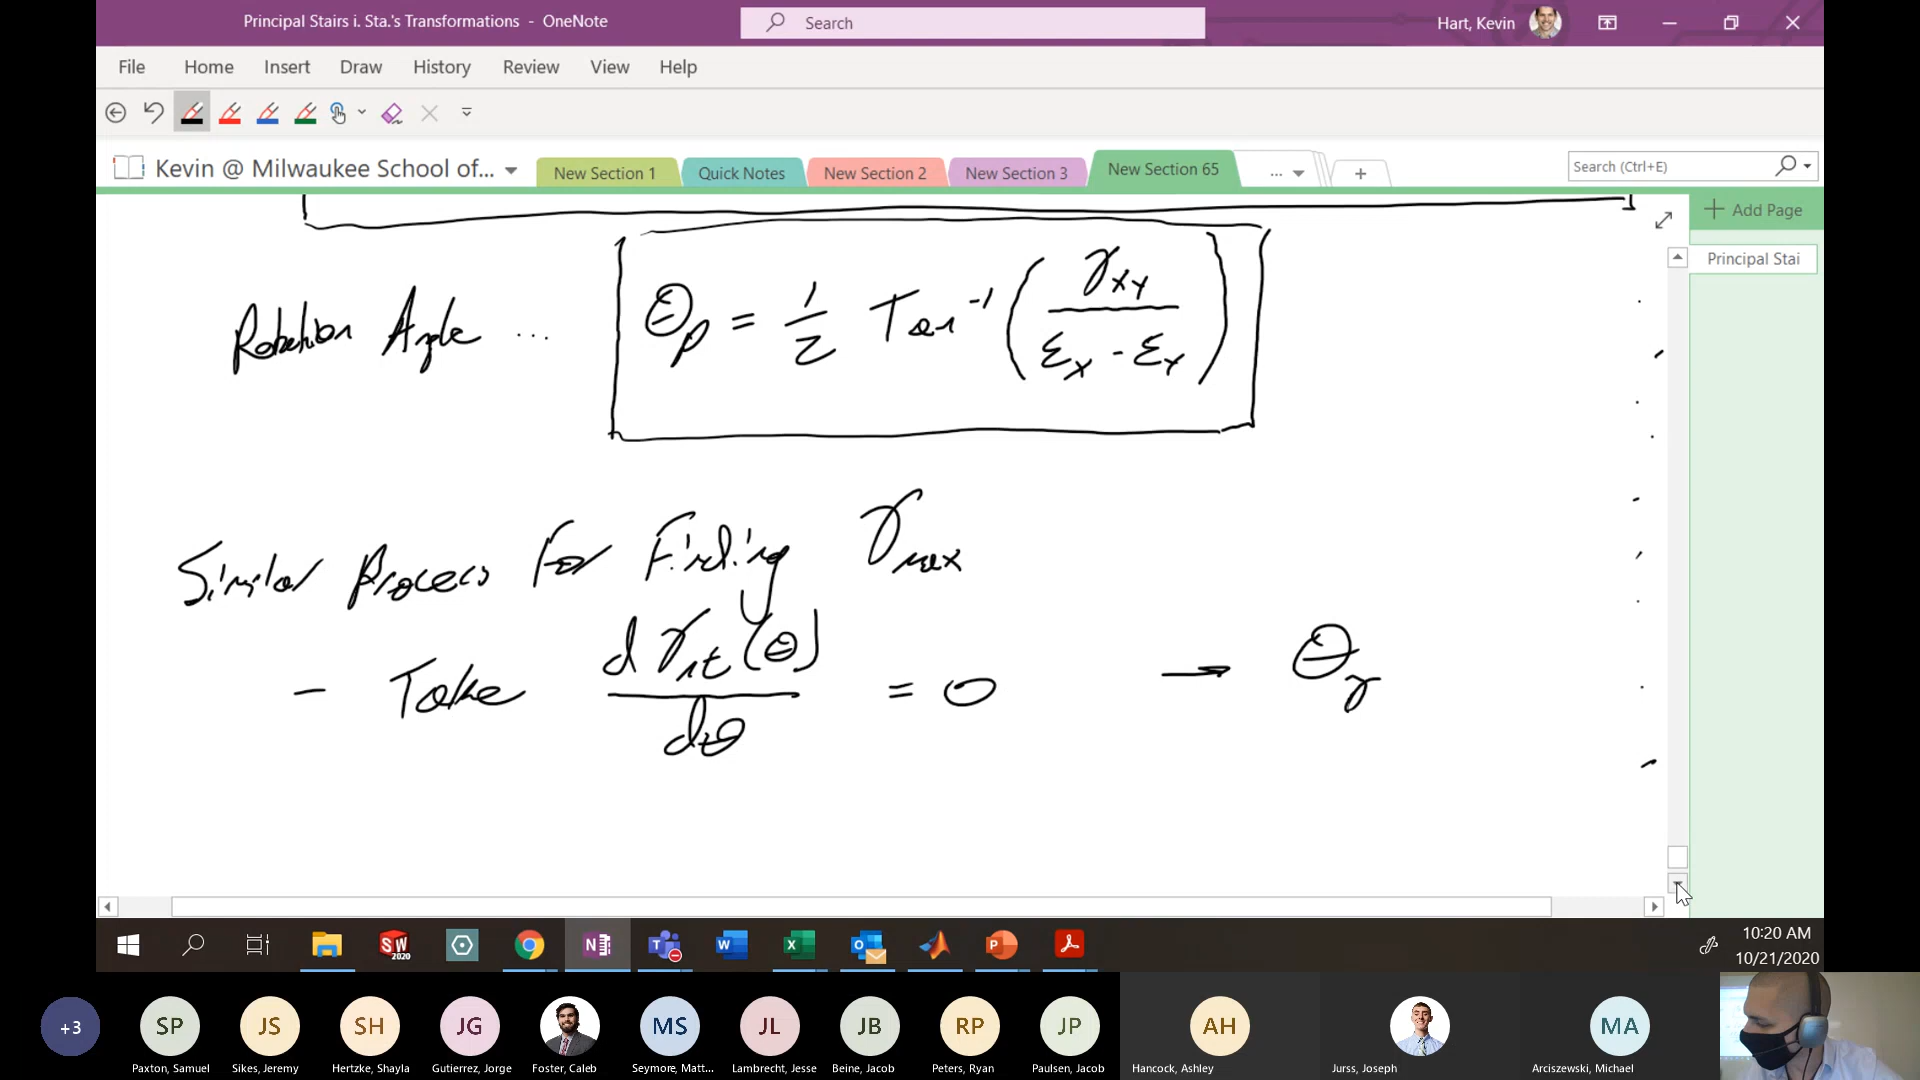 Principal Stairs i. Sta.'s Transformations - OneNote
Search
Hart, Kevin
File Home Insert Draw History Review View Help
Kevin @ Milwaukee School of...
New Section 1
Quick Notes
New Section 2
New Section 3
New Section 65
...
+
Search (Ctrl+E)
+ Add Page
Principal Stai
Rotation Angle ... Θp = 1/2 Tan⁻¹ (γxy / (εx - εy))
Similar Process For Finding γmax
- Take dγnt(Θ) / dΘ = 0 → Θγ
SW
2020
10:20 AM
10/21/2020
+3
SP
JS
SH
JG
MS
JL
JB
RP
JP
AH
MA
Paxton, Samuel
Sikes, Jeremy
Hertzke, Shayla
Gutierrez, Jorge
Foster, Caleb
Seymore, Matt...
Lambrecht, Jesse
Beine, Jacob
Peters, Ryan
Paulsen, Jacob
Hancock, Ashley
Jurss, Joseph
Arciszewski, Michael